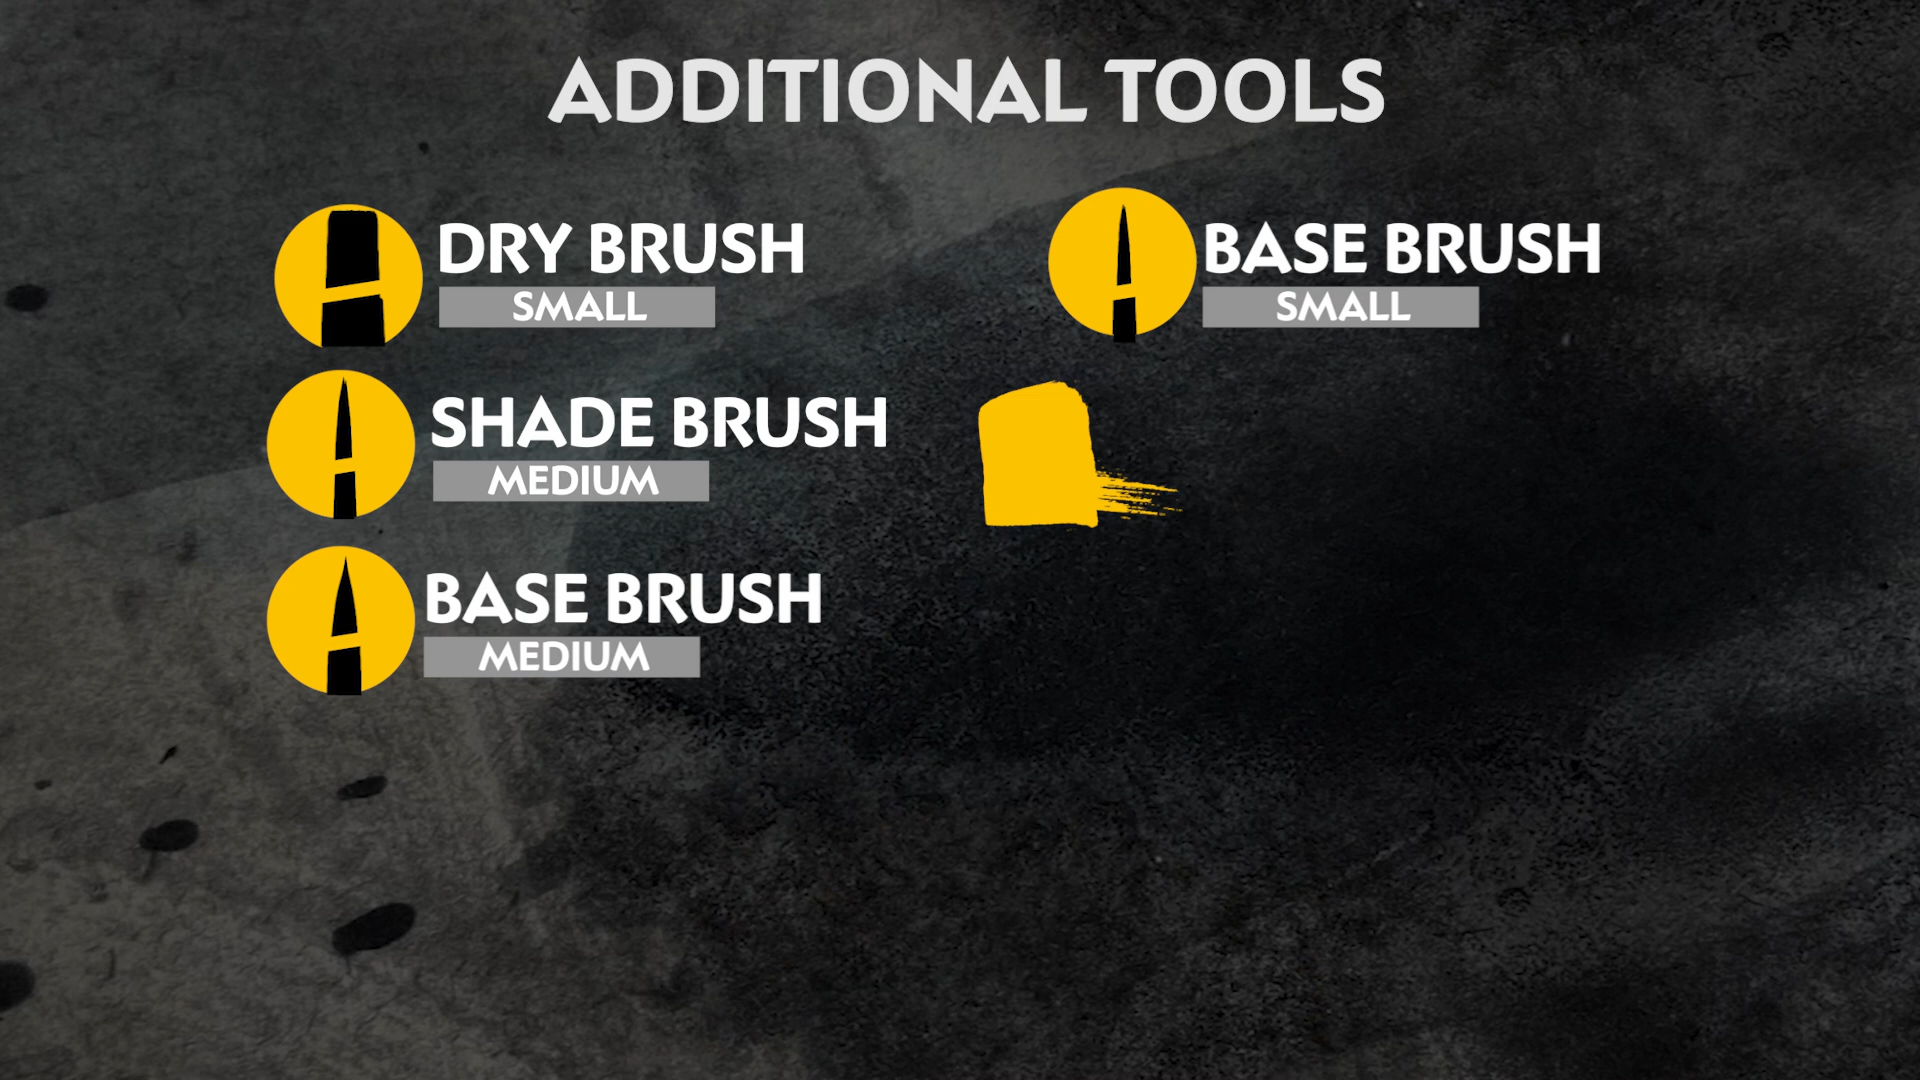 ADDITIONAL TOOLS
DRY BRUSH
SMALL
SHADE BRUSH
MEDIUM
BASE BRUSH
MEDIUM
BASE BRUSH
SMALL